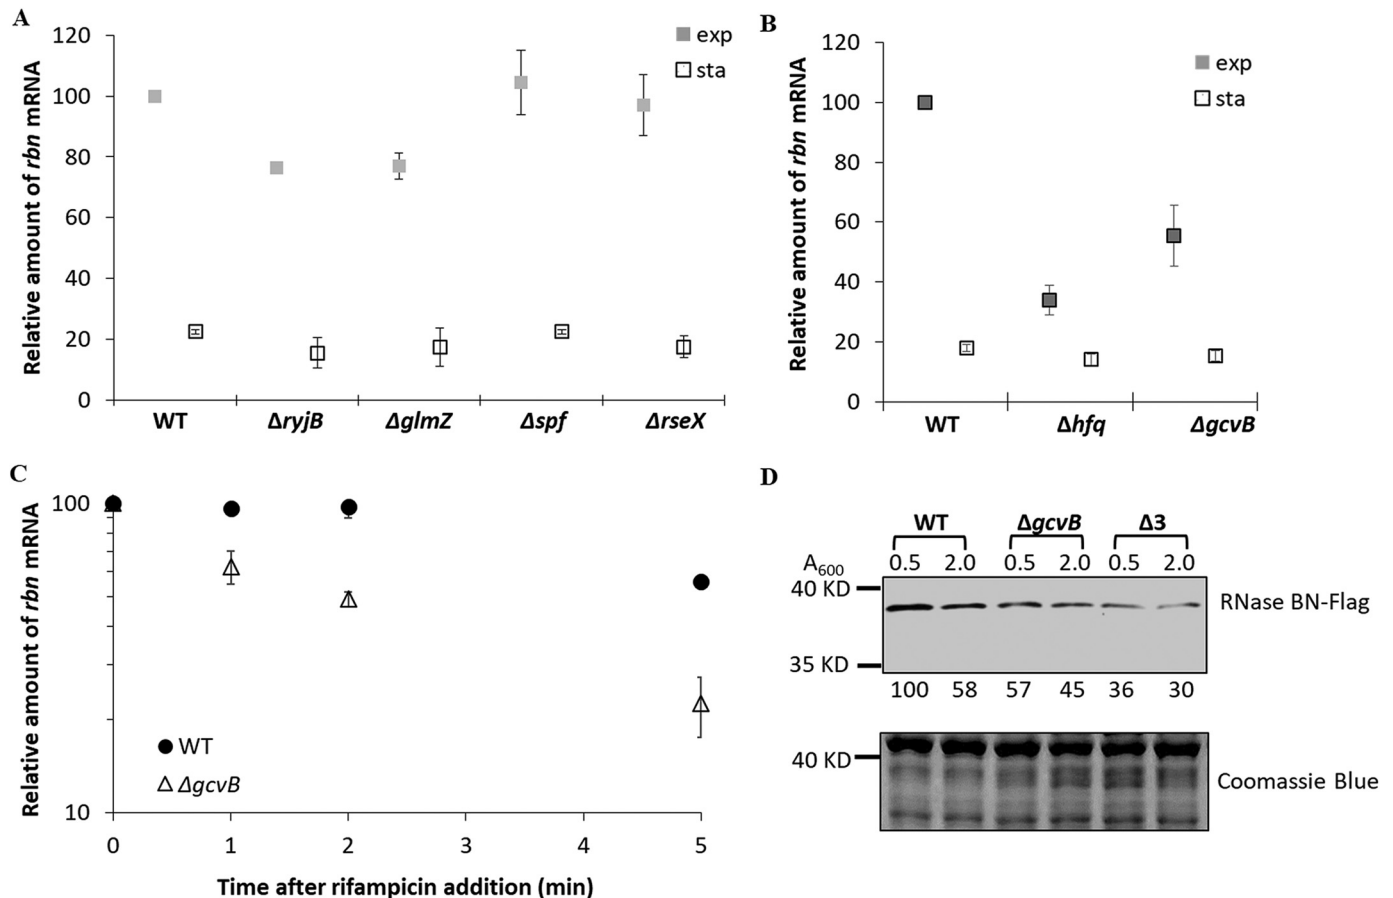 A
Relative amount of rbn mRNA
120
100
80
60
40
20
0
exp
sta
WT ΔryjB ΔglmZ Δspf ΔrseX
B
Relative amount of rbn mRNA
120
100
80
60
40
20
0
exp
sta
WT Δhfq ΔgcvB
C
Relative amount of rbn mRNA
100
10
WT
ΔgcvB
0 1 2 3 4 5
Time after rifampicin addition (min)
D
WT ΔgcvB Δ3
A600 0.5 2.0 0.5 2.0 0.5 2.0
40 KD
RNase BN-Flag
35 KD
100 58 57 45 36 30
40 KD
Coomassie Blue